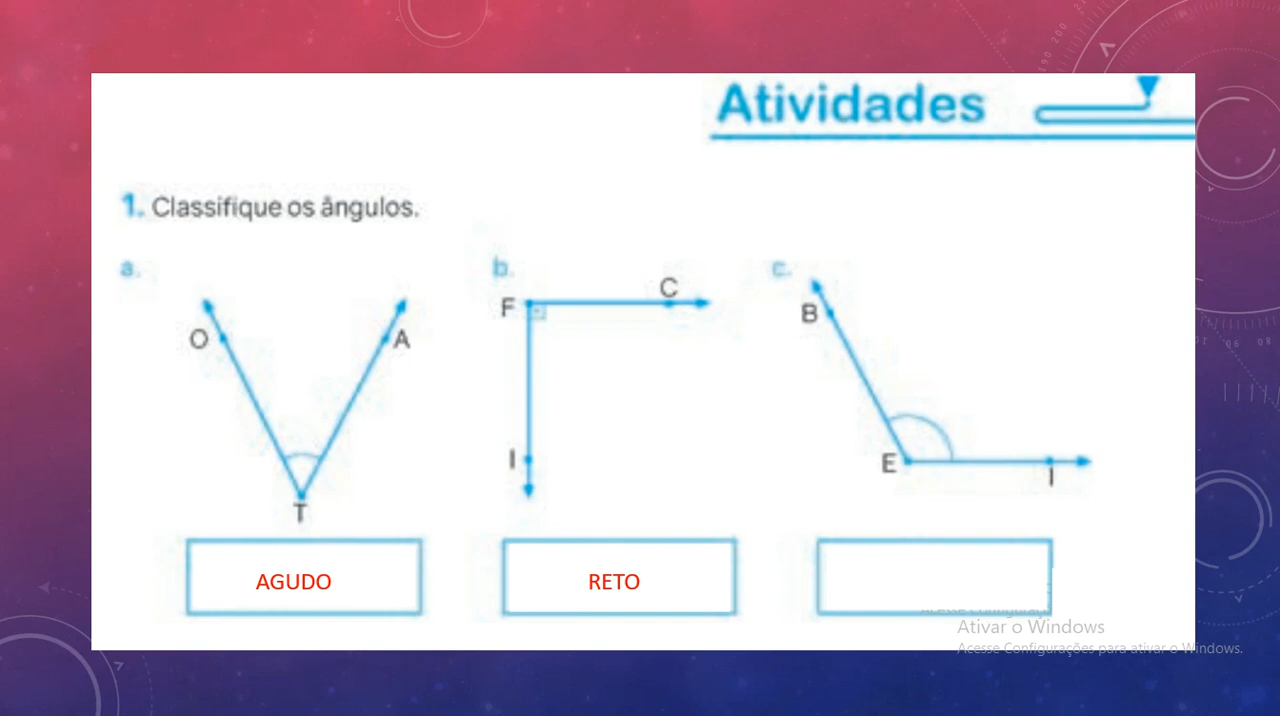 Atividades
1. Classifique os ângulos.
a. b. c.
O A T
F C I
B E I
AGUDO RETO
Ativar o Windows
Acesse Configurações para ativar o Windows.